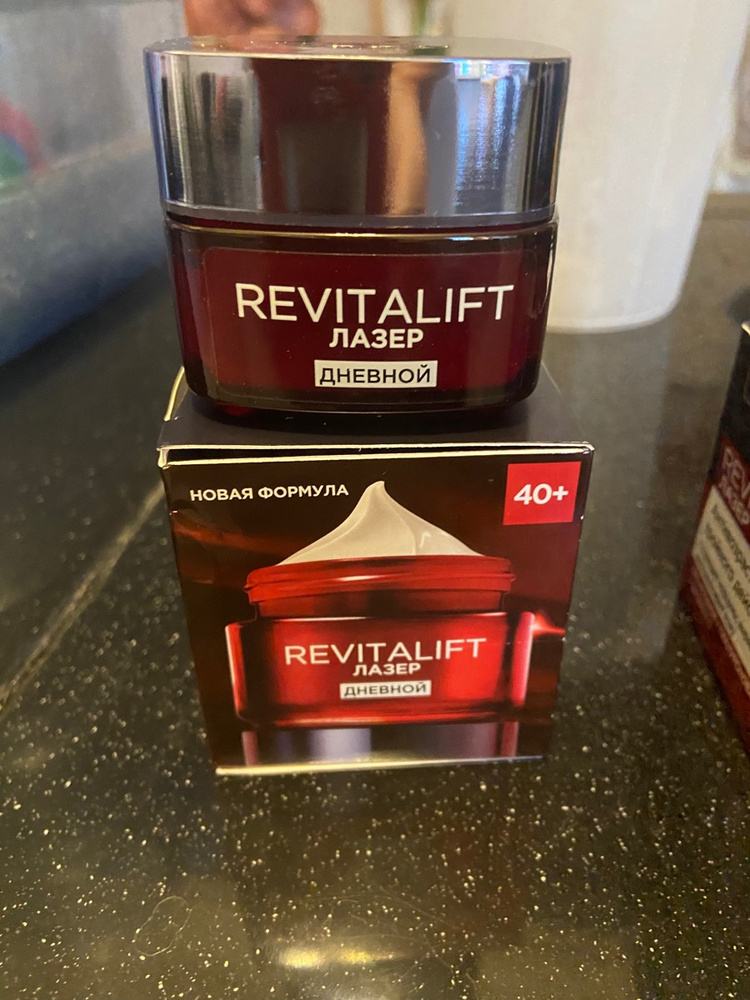 REVITALIFT
ЛАЗЕР
ДНЕВНОЙ
НОВАЯ ФОРМУЛА
40+
REVITALIFT
ЛАЗЕР
ДНЕВНОЙ